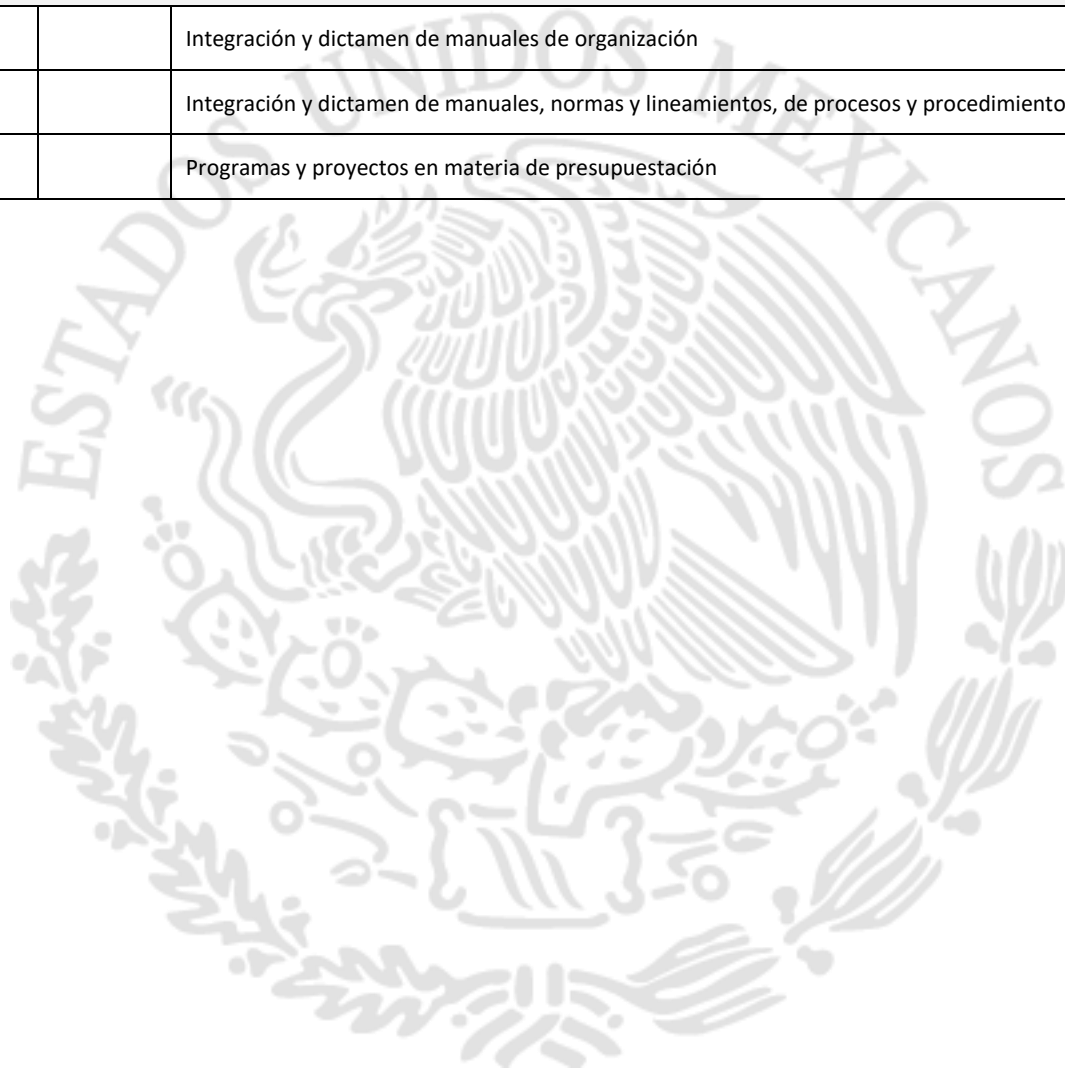 Integración y dictamen de manuales de organización
Integración y dictamen de manuales, normas y lineamientos, de procesos y procedimiento
Programas y proyectos en materia de presupuestación
ESTADOS UNIDOS MEXICANOS